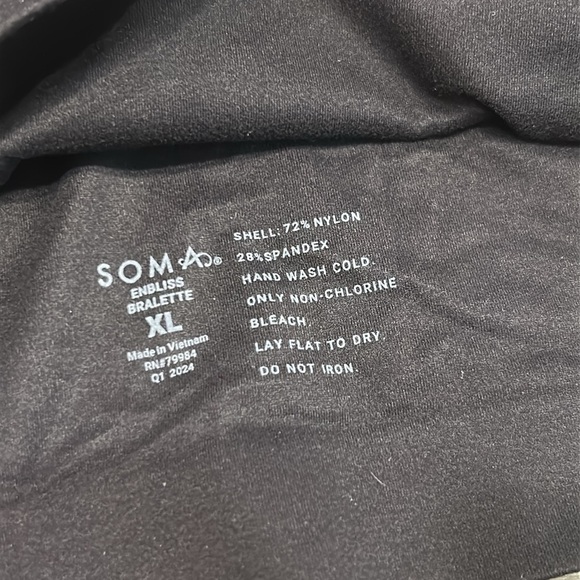 SOMA®
ENBLISS
BRALETTE
XL
Made in Vietnam
RN#79984
Q1 2024
SHELL: 72% NYLON
28%SPANDEX
HAND WASH COLD.
ONLY NON-CHLORINE
BLEACH.
LAY FLAT TO DRY.
DO NOT IRON.